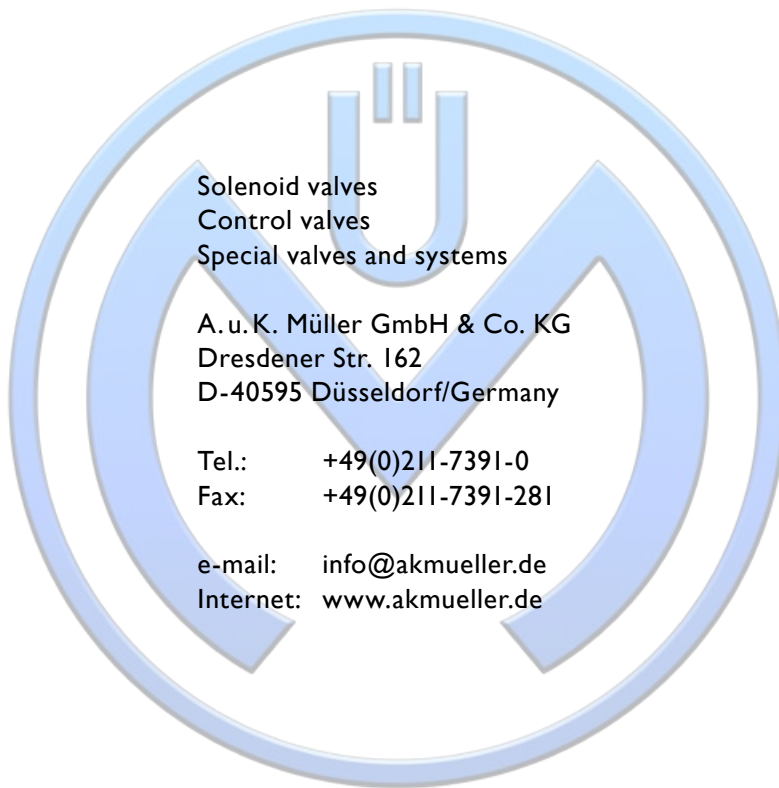 Solenoid valves
Control valves
Special valves and systems
A. u. K. Müller GmbH & Co. KG
Dresdener Str. 162
D-40595 Düsseldorf/Germany
Tel.: +49(0)211-7391-0
Fax: +49(0)211-7391-281
e-mail: info@akmueller.de
Internet: www.akmueller.de